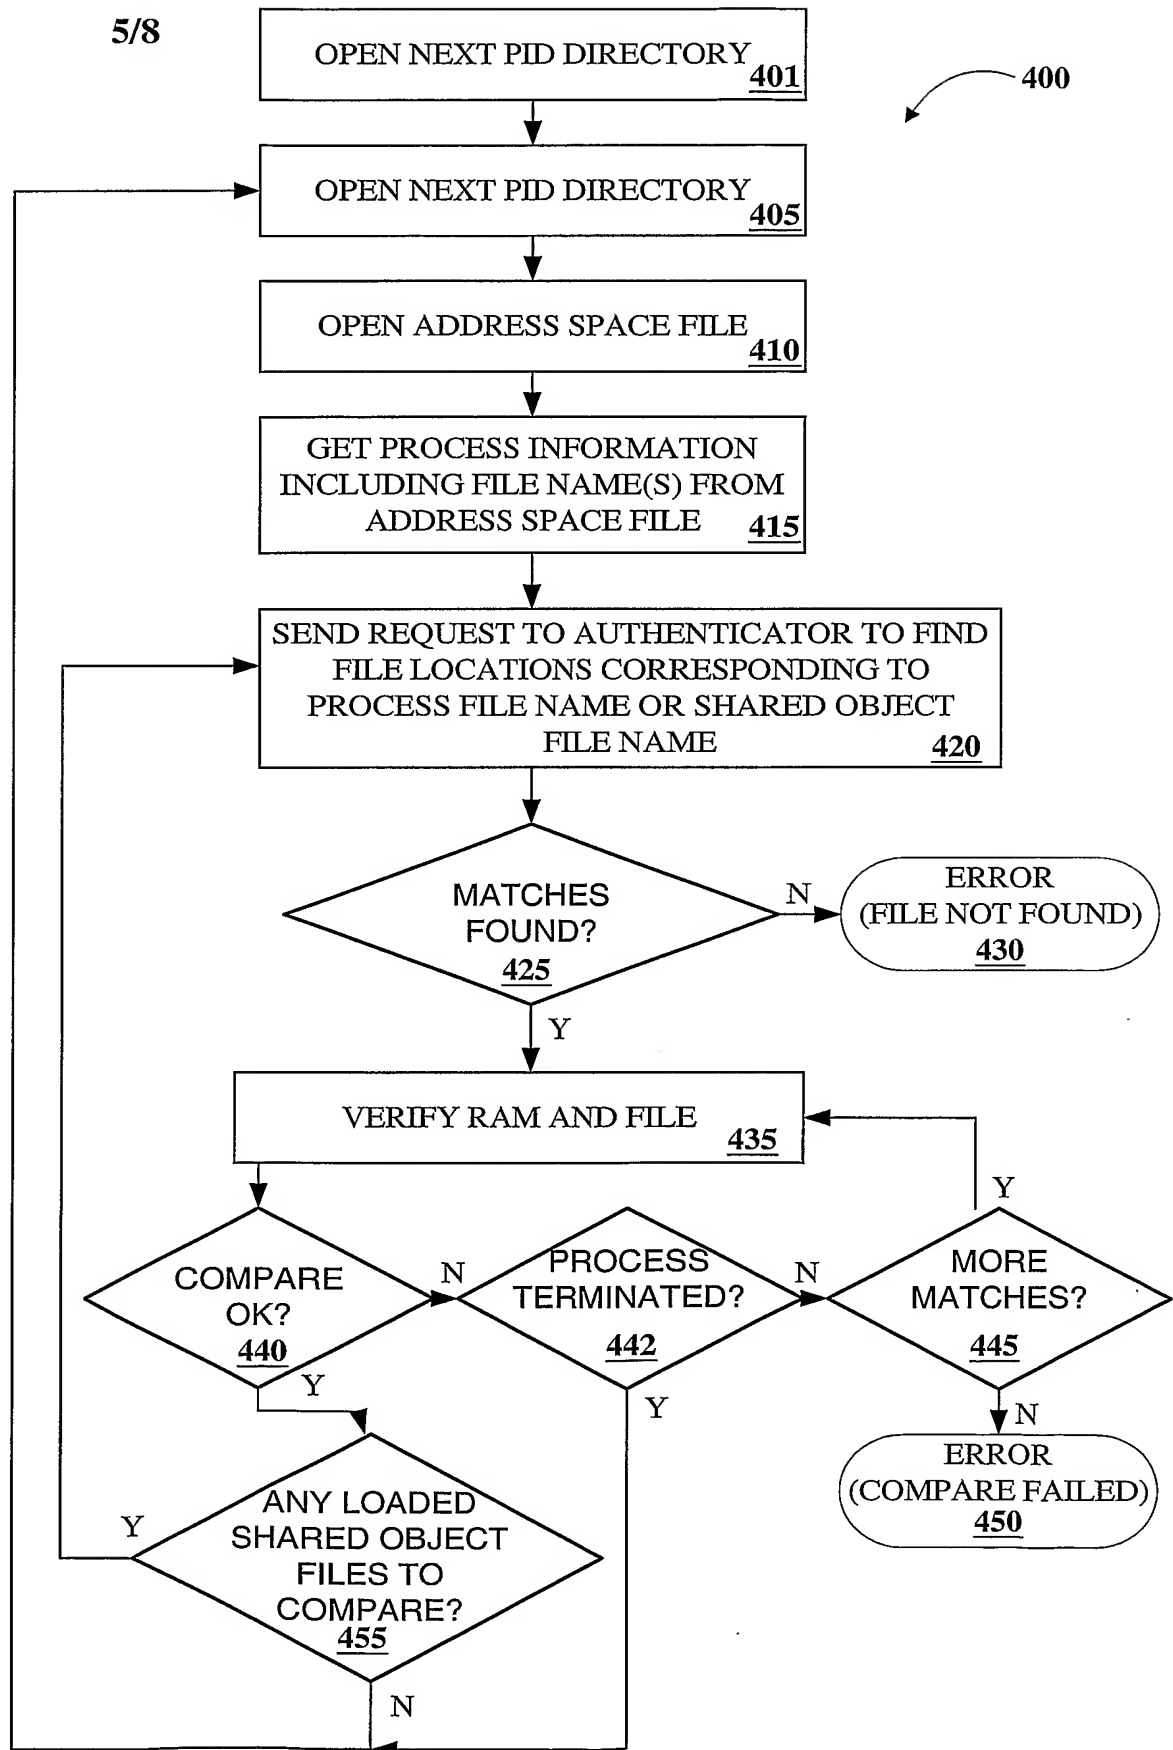 5/8
OPEN NEXT PID DIRECTORY
401
400
OPEN NEXT PID DIRECTORY
405
OPEN ADDRESS SPACE FILE
410
GET PROCESS INFORMATION
INCLUDING FILE NAME(S) FROM
ADDRESS SPACE FILE
415
SEND REQUEST TO AUTHENTICATOR TO FIND
FILE LOCATIONS CORRESPONDING TO
PROCESS FILE NAME OR SHARED OBJECT
FILE NAME
420
MATCHES
FOUND?
425
N
ERROR
(FILE NOT FOUND)
430
Y
VERIFY RAM AND FILE
435
COMPARE
OK?
440
N
PROCESS
TERMINATED?
442
N
MORE
MATCHES?
445
Y
Y
Y
N
ERROR
(COMPARE FAILED)
450
ANY LOADED
SHARED OBJECT
FILES TO
COMPARE?
455
Y
N